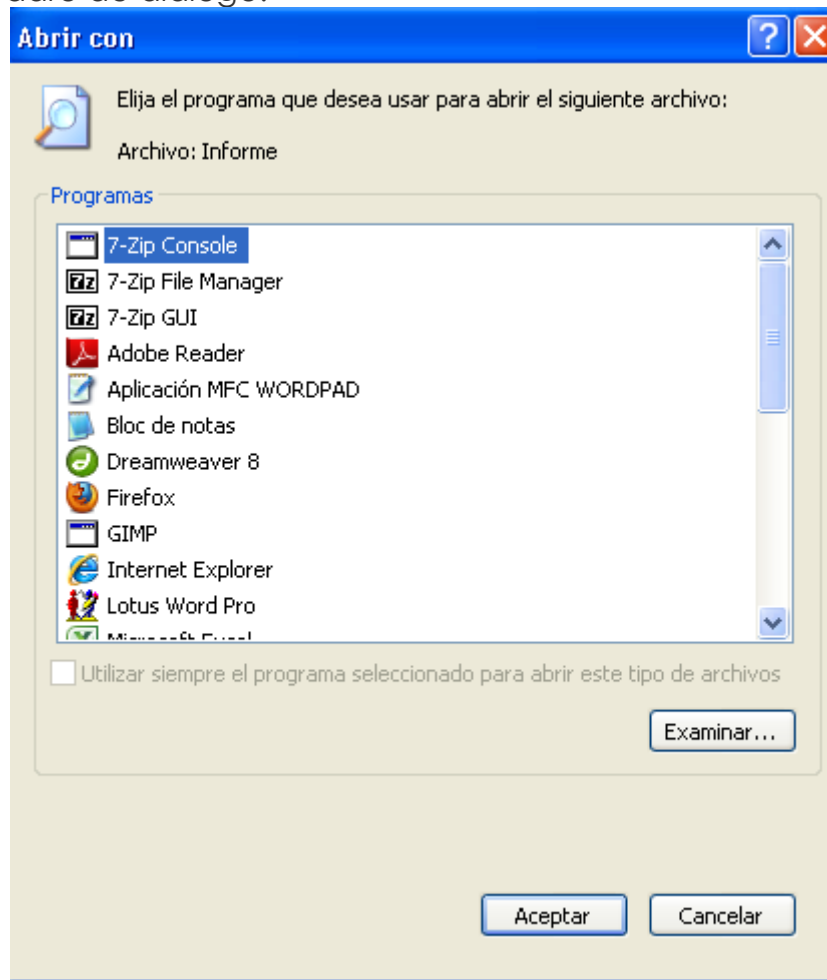 Abrir con
Elija el programa que desea usar para abrir el siguiente archivo:
Archivo: Informe
Programas
7-Zip Console
7-Zip File Manager
7-Zip GUI
Adobe Reader
Aplicación MFC WORDPAD
Bloc de notas
Dreamweaver 8
Firefox
GIMP
Internet Explorer
Lotus Word Pro
Microsoft Excel
Utilizar siempre el programa seleccionado para abrir este tipo de archivos
Examinar...
Aceptar
Cancelar